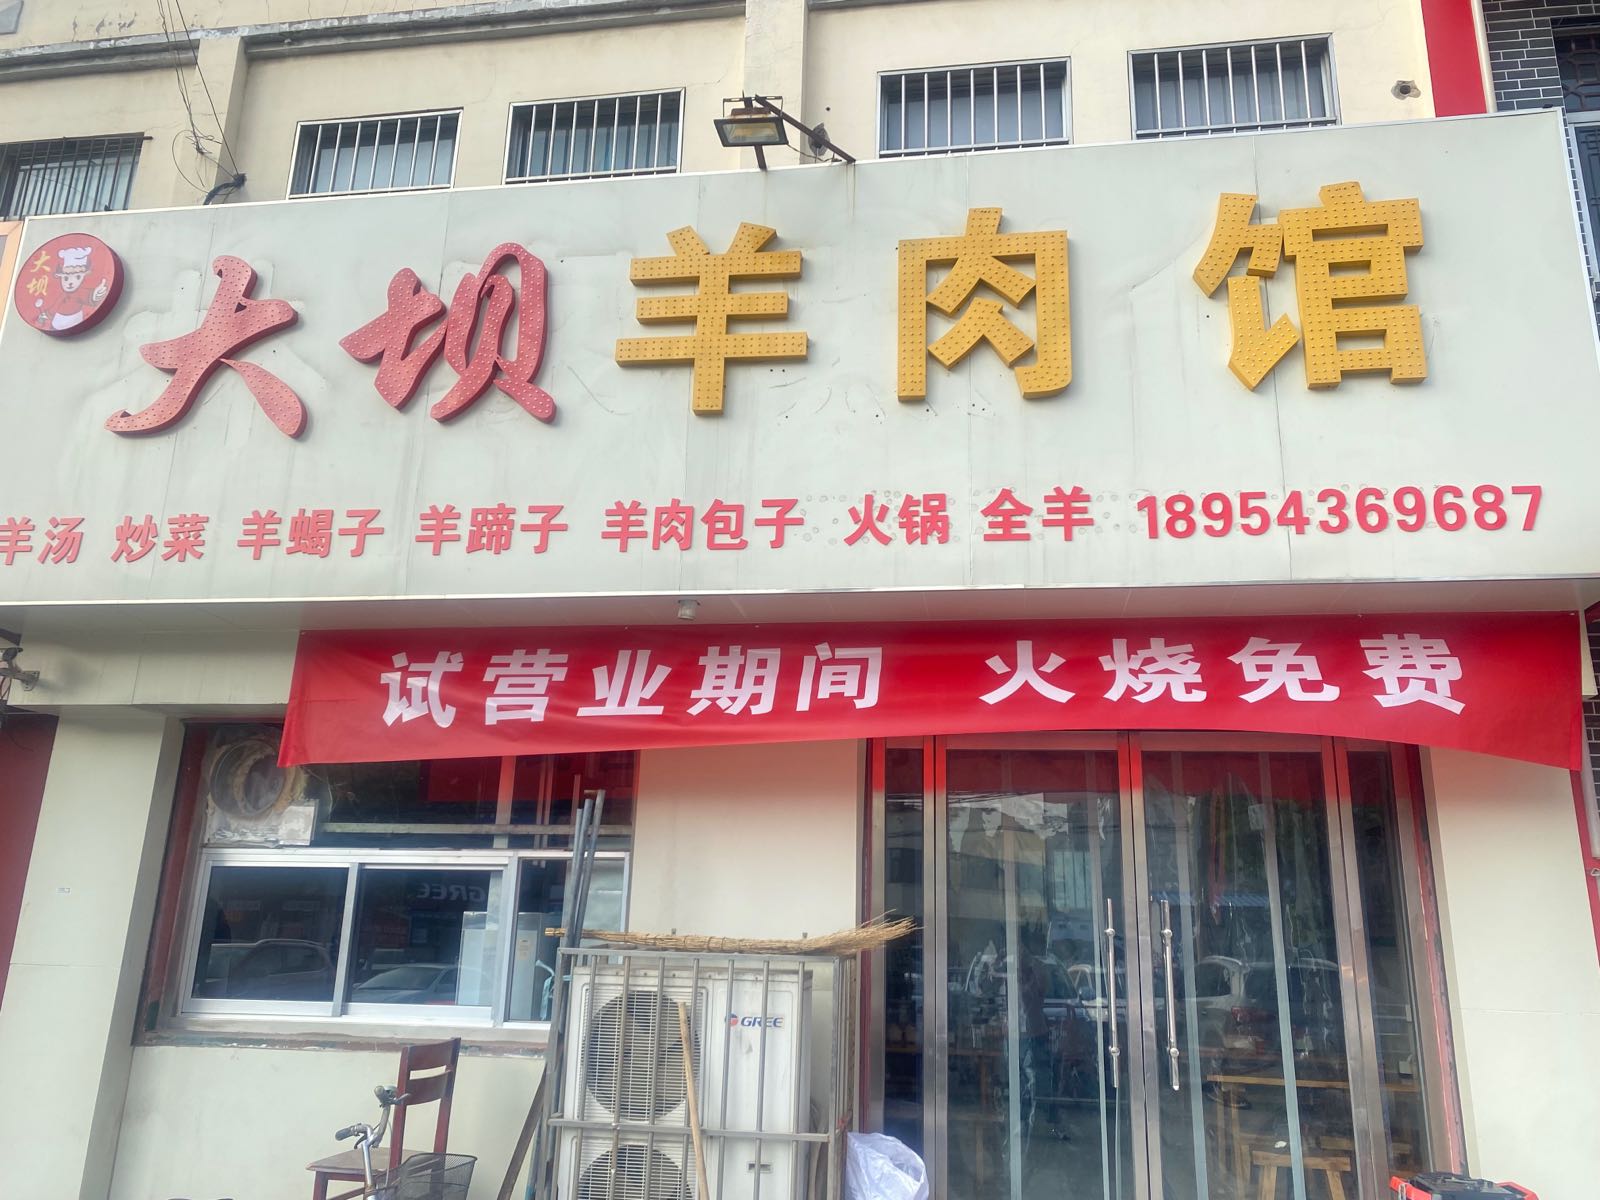 大坝
大坝羊肉馆
羊汤 炒菜 羊蝎子 羊蹄子 羊肉包子 火锅 全羊 18954369687
试营业期间 火烧免费
GREE
GREE